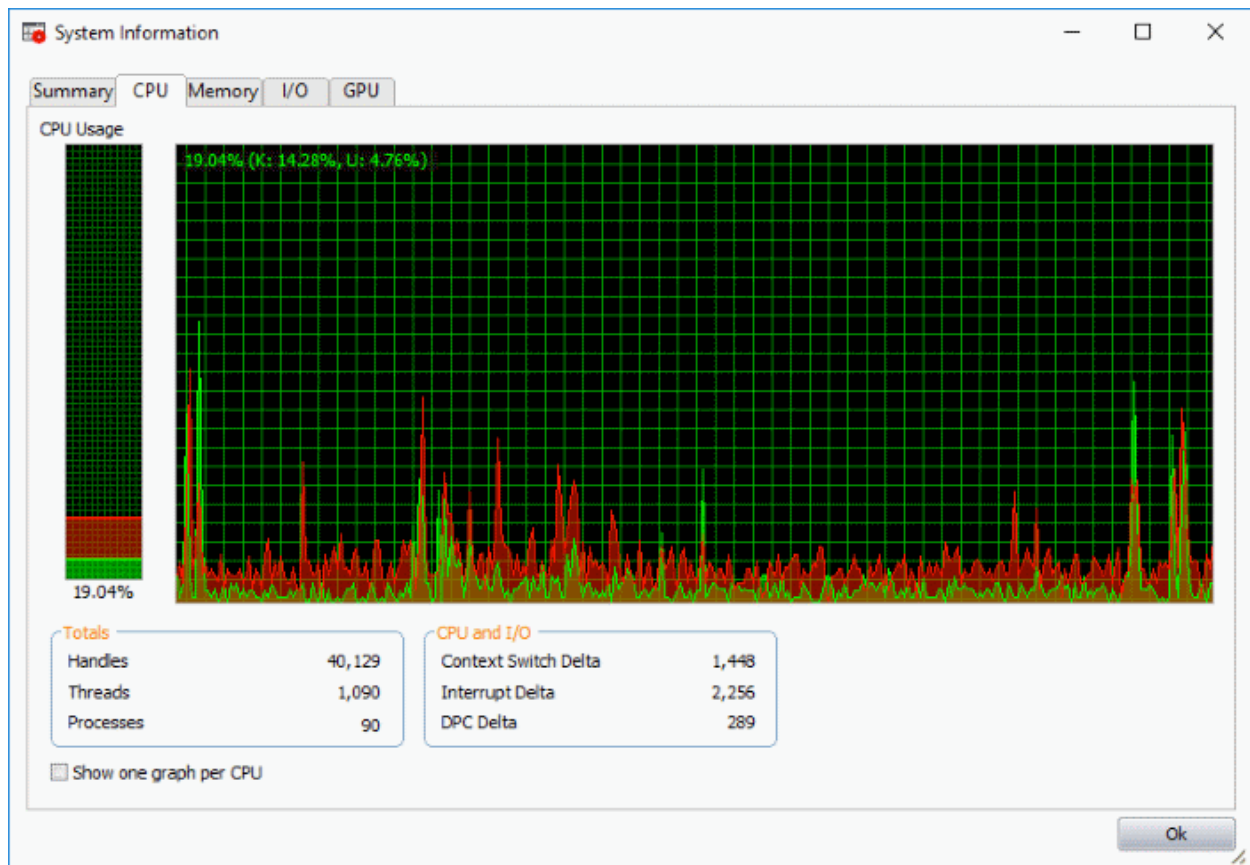 System Information
Summary CPU Memory I/O GPU
CPU Usage
19.04% (K: 14.28%, U: 4.76%)
19.04%
Totals
Handles 40,129
Threads 1,090
Processes 90
CPU and I/O
Context Switch Delta 1,448
Interrupt Delta 2,256
DPC Delta 289
Show one graph per CPU
Ok